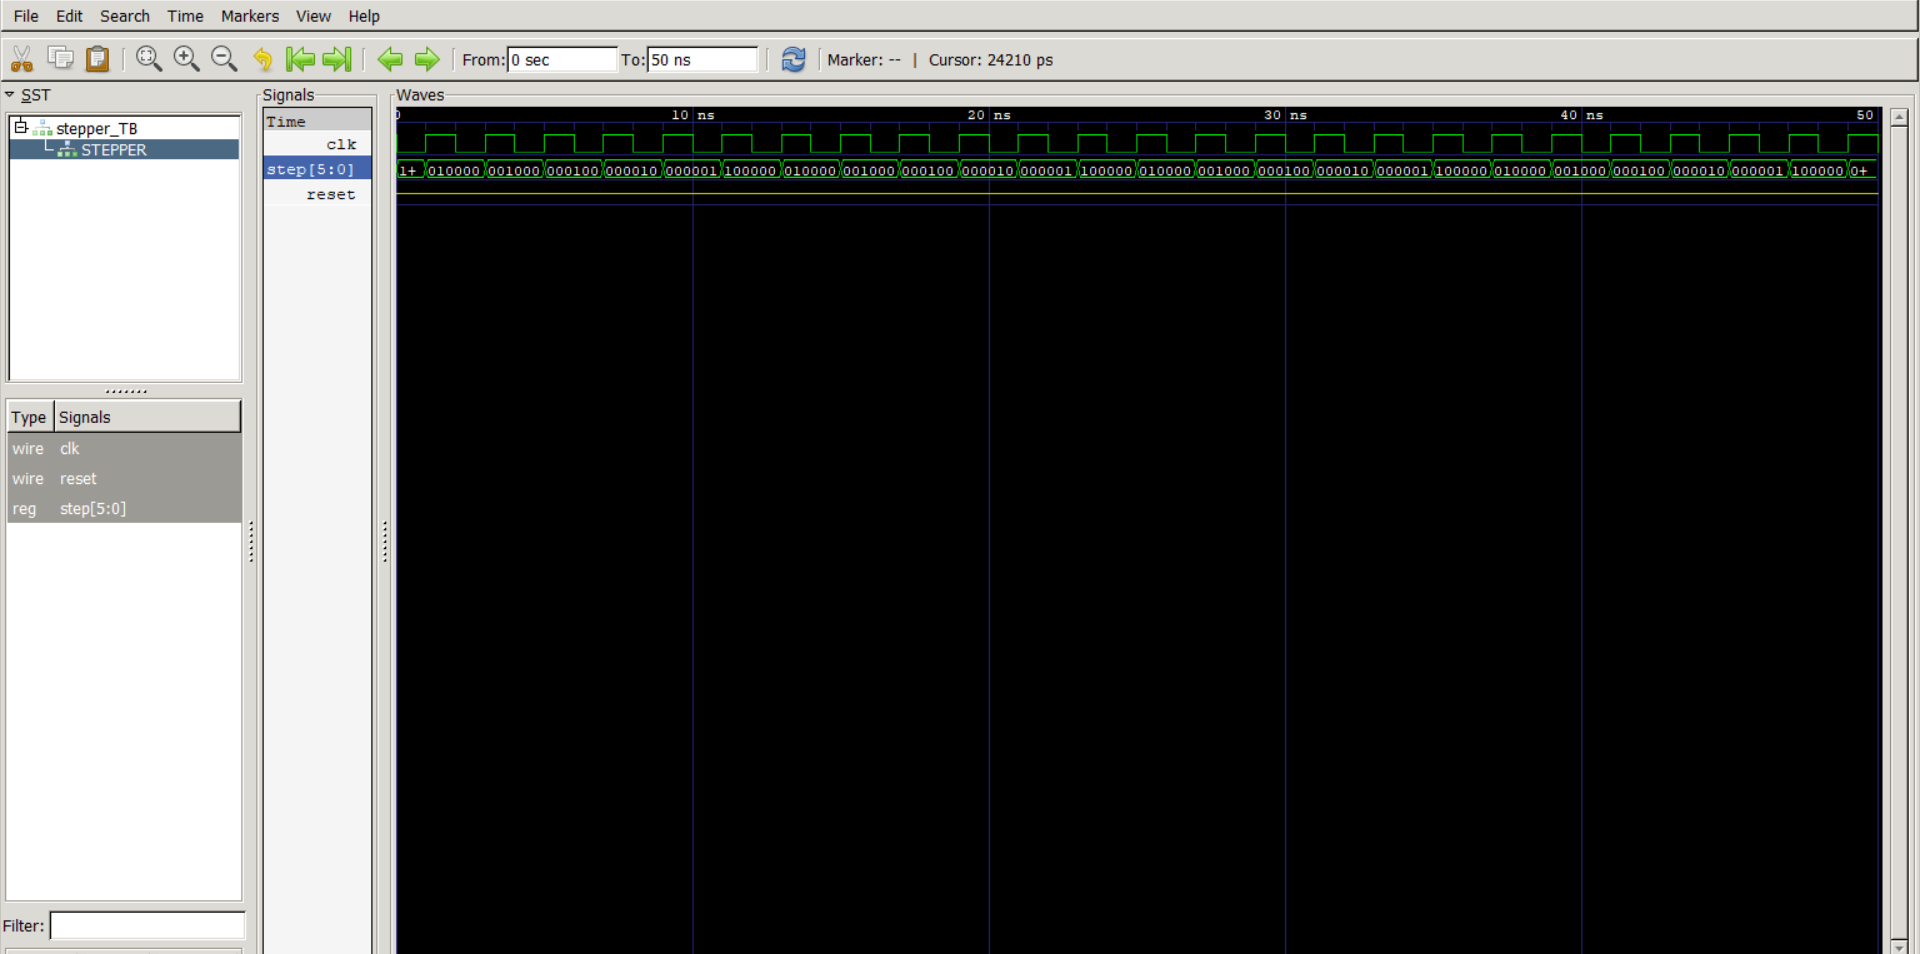 File Edit Search Time Markers View Help
From: 0 sec To: 50 ns Marker: -- | Cursor: 24210 ps
SST
stepper_TB
STEPPER
Type Signals
wire clk
wire reset
reg step[5:0]
Filter:
Signals
Time
clk
step[5:0]
reset
Waves
0 10 ns 20 ns 30 ns 40 ns 50
1+ 010000 001000 000100 000010 000001 100000 010000 001000 000100 000010 000001 100000 010000 001000 000100 000010 000001 100000 010000 001000 000100 000010 000001 100000 0+